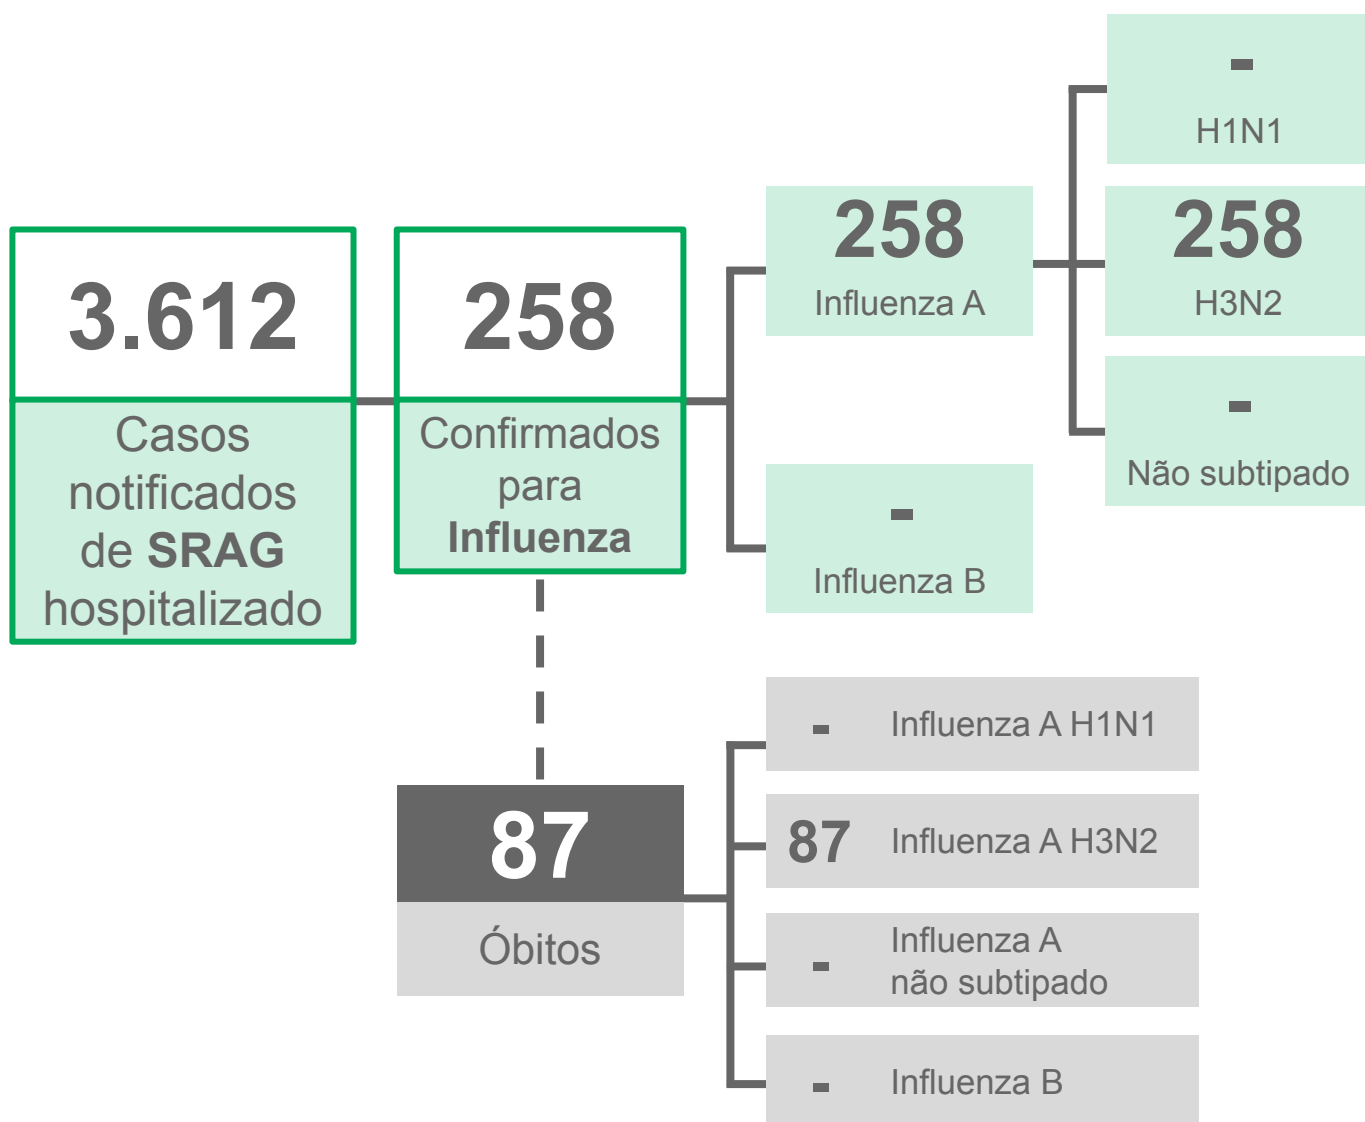 3.612
Casos
notificados
de SRAG
hospitalizado
258
Confirmados
para
Influenza
258
Influenza A
-
Influenza B
-
H1N1
258
H3N2
-
Não subtipado
87
Óbitos
- Influenza A H1N1
87 Influenza A H3N2
- Influenza A
não subtipado
- Influenza B